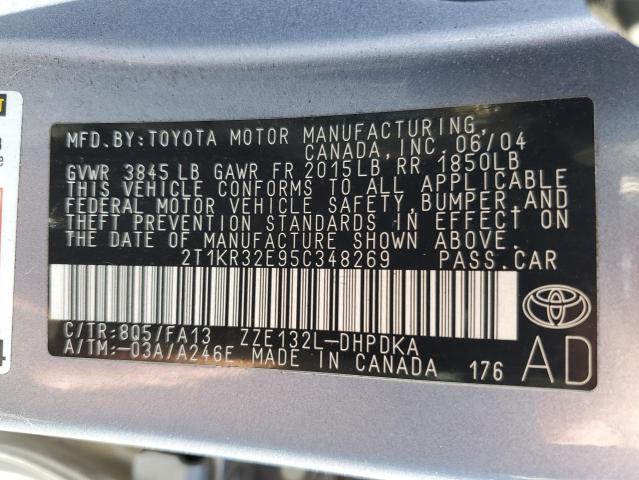 MFD. BY: TOYOTA MOTOR MANUFACTURING,
CANADA, INC. 06/04
GVWR 3845 LB GAWR FR 2015LB RR 1850LB
THIS VEHICLE CONFORMS TO ALL APPLICABLE
FEDERAL MOTOR VEHICLE SAFETY, BUMPER, AND
THEFT PREVENTION STANDARDS IN EFFECT ON
THE DATE OF MANUFACTURE SHOWN ABOVE.
2T1KR32E95C348269 PASS. CAR
C/TR:8Q5/FA13 ZZE132L-DHPDKA
A/TM:-03A/A246E MADE IN CANADA 176
AD